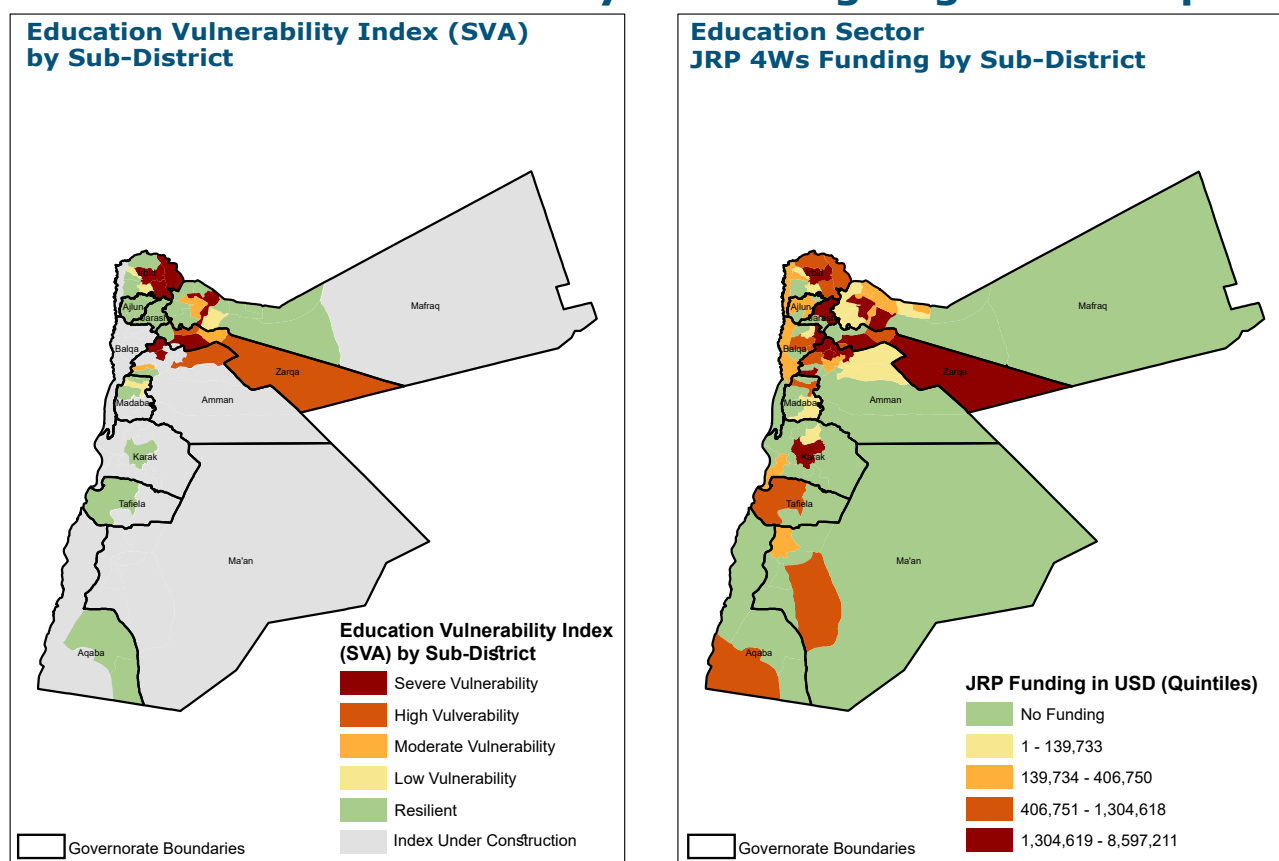 Education Vulnerability Index (SVA)
by Sub-District
Mafraq
Ajlun
Balqa
Zarqa
Amman
Madaba
Karak
Tafiela
Ma'an
Aqaba
Education Vulnerability Index
(SVA) by Sub-District
Severe Vulnerability
High Vulverability
Moderate Vulnerability
Low Vulnerability
Resilient
Index Under Construction
Governorate Boundaries
Education Sector
JRP 4Ws Funding by Sub-District
Mafraq
Ajlun
Balqa
Zarqa
Amman
Madaba
Karak
Tafiela
Ma'an
Aqaba
JRP Funding in USD (Quintiles)
No Funding
1 - 139,733
139,734 - 406,750
406,751 - 1,304,618
1,304,619 - 8,597,211
Governorate Boundaries